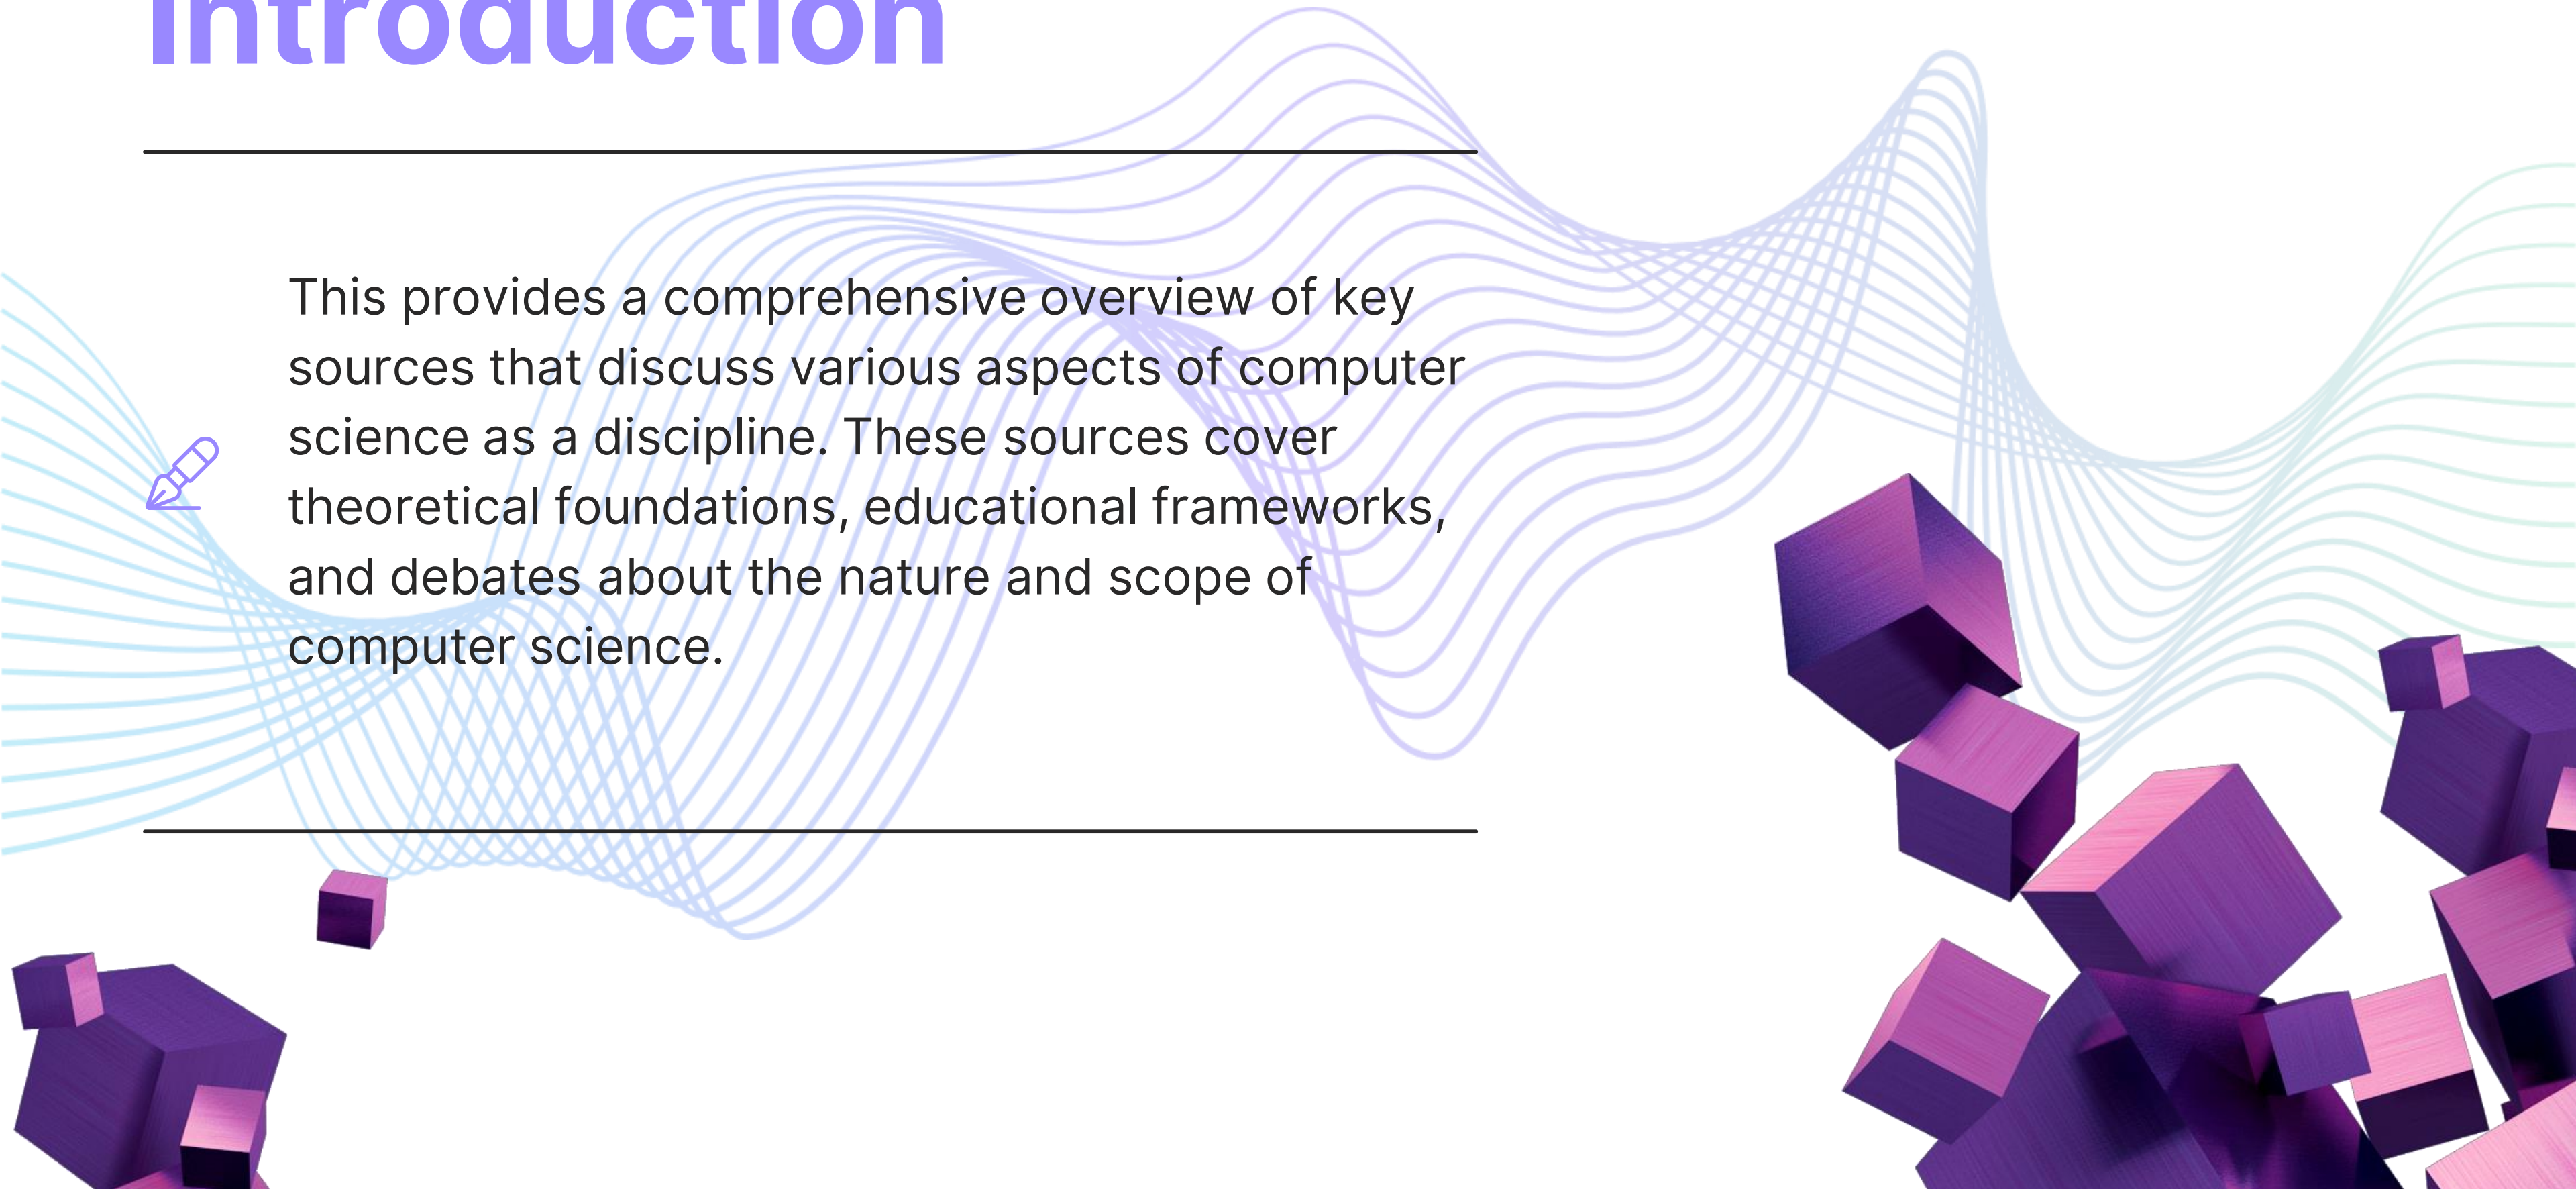 Introduction
This provides a comprehensive overview of key
sources that discuss various aspects of computer
science as a discipline. These sources cover
theoretical foundations, educational frameworks,
and debates about the nature and scope of
computer science.